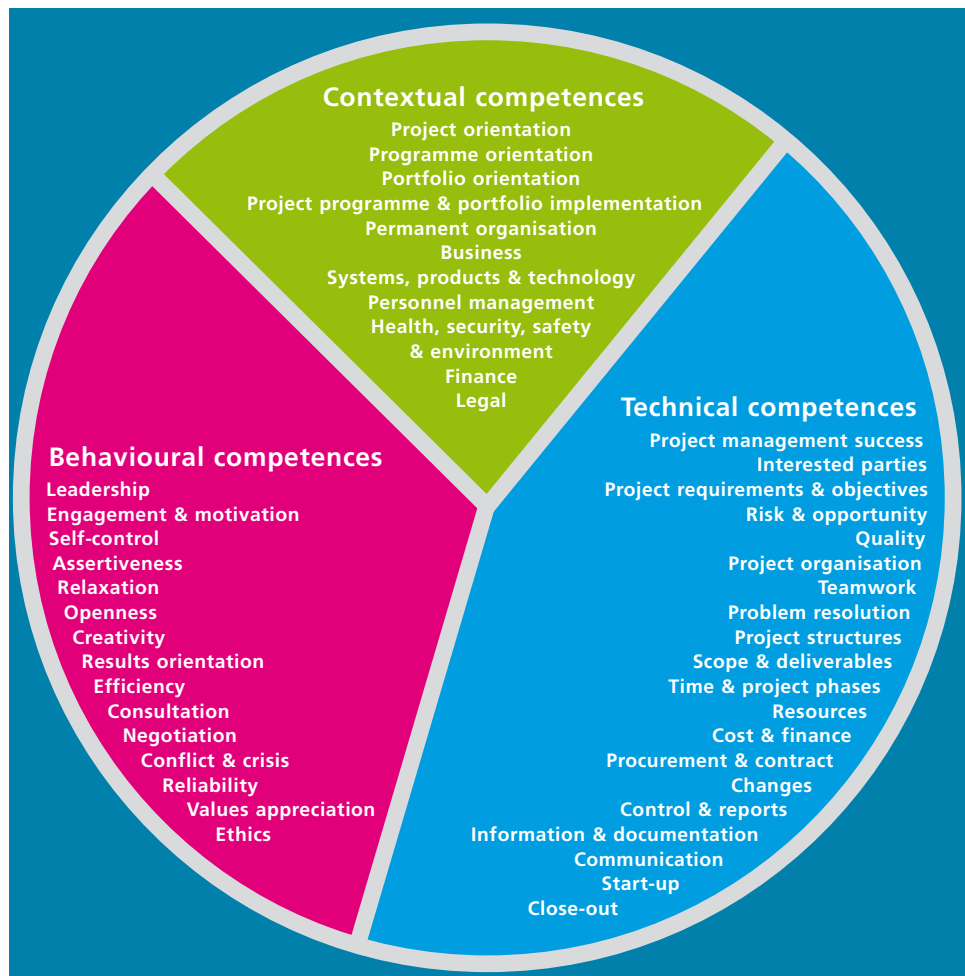 Contextual competences
Project orientation
Programme orientation
Portfolio orientation
Project programme & portfolio implementation
Permanent organisation
Business
Systems, products & technology
Personnel management
Health, security, safety
& environment
Finance
Legal
Behavioural competences
Leadership
Engagement & motivation
Self-control
Assertiveness
Relaxation
Openness
Creativity
Results orientation
Efficiency
Consultation
Negotiation
Conflict & crisis
Reliability
Values appreciation
Ethics
Technical competences
Project management success
Interested parties
Project requirements & objectives
Risk & opportunity
Quality
Project organisation
Teamwork
Problem resolution
Project structures
Scope & deliverables
Time & project phases
Resources
Cost & finance
Procurement & contract
Changes
Control & reports
Information & documentation
Communication
Start-up
Close-out